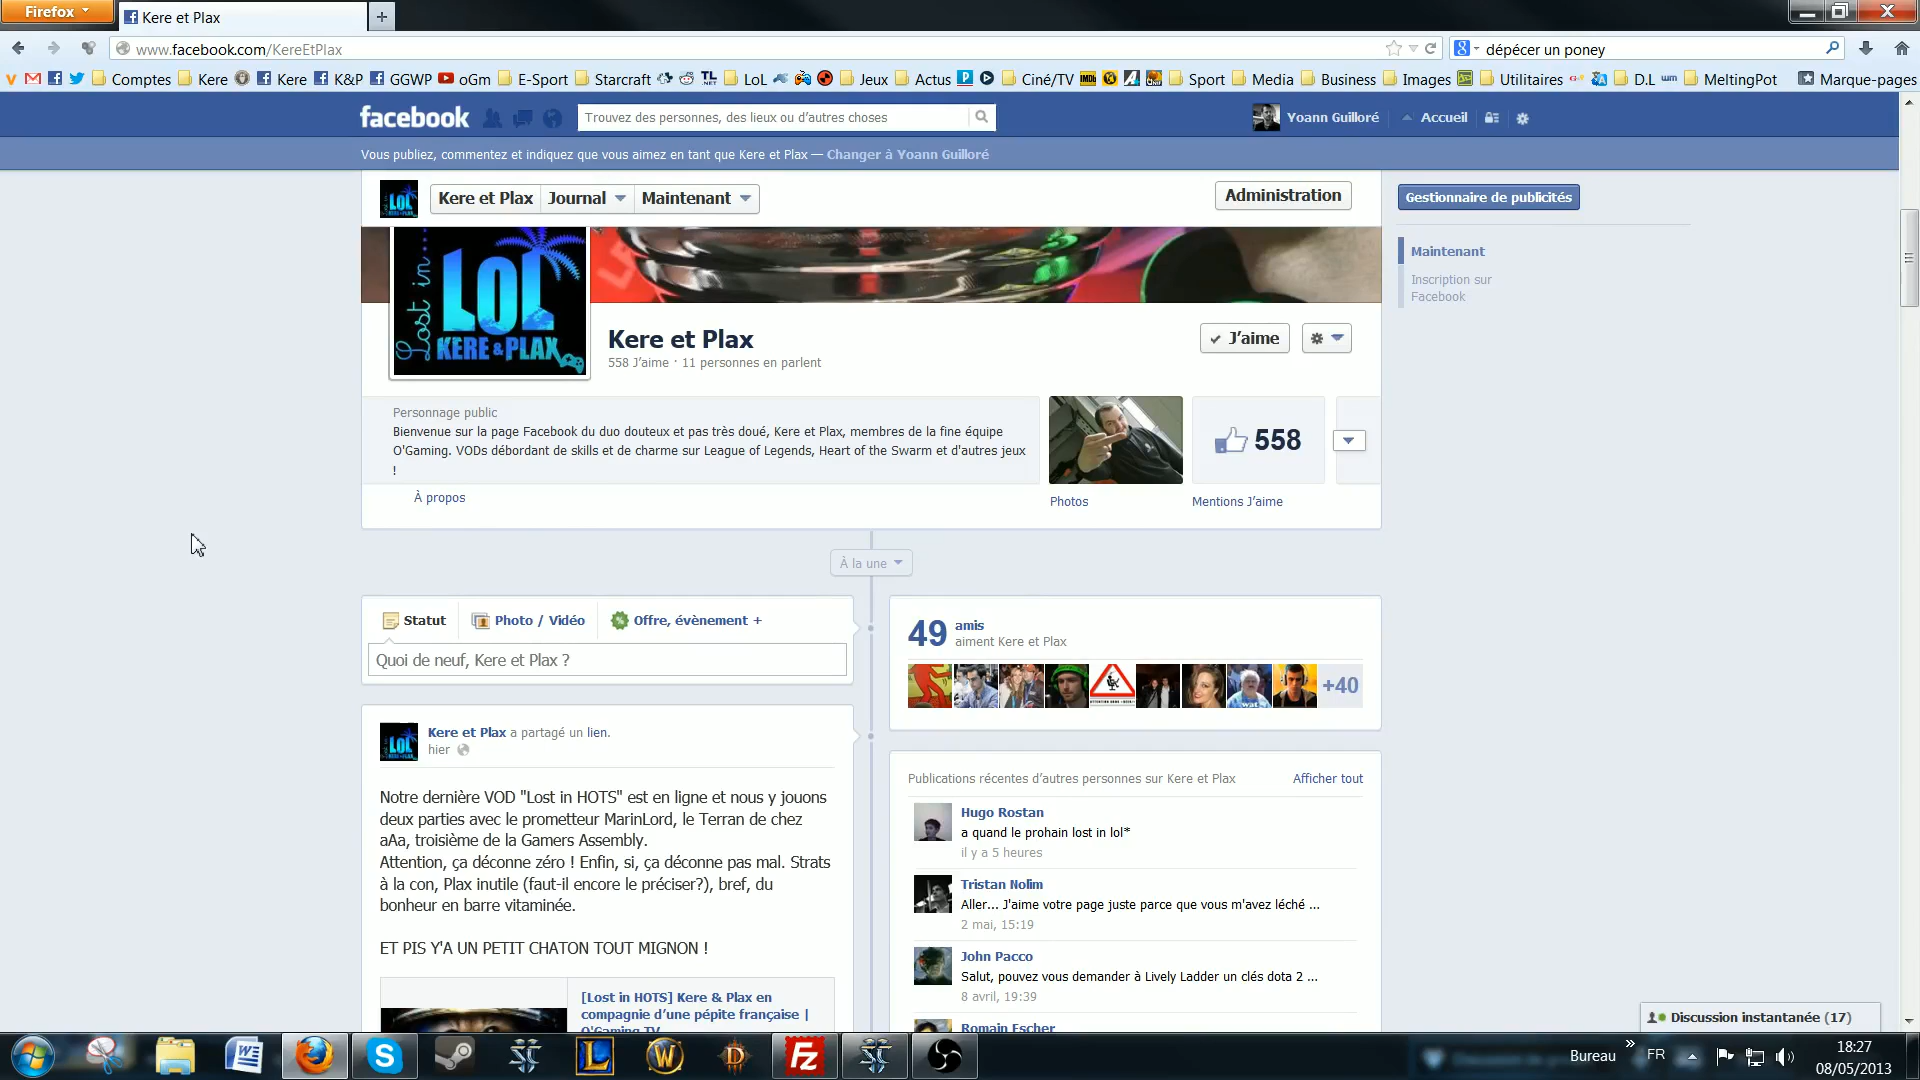 Firefox
Kere et Plax
www.facebook.com/KereEtPlax
dépécer un poney
Comptes Kere Kere K&P GGWP oGm E-Sport Starcraft LoL Jeux Actus Ciné/TV Sport Media Business Images Utilitaires D.L MeltingPot Marque-pages
facebook
Trouvez des personnes, des lieux ou d’autres choses
Yoann Guilloré Accueil
Vous publiez, commentez et indiquez que vous aimez en tant que Kere et Plax — Changer à Yoann Guilloré
Kere et Plax Journal Maintenant
Administration
Gestionnaire de publicités
Maintenant
Inscription sur
Facebook
Lost in...
LOL
KERE & PLAX
Kere et Plax
558 J’aime · 11 personnes en parlent
J’aime
Personnage public
Bienvenue sur la page Facebook du duo douteux et pas très doué, Kere et Plax, membres de la fine équipe
O'Gaming. VODs débordant de skills et de charme sur League of Legends, Heart of the Swarm et d'autres jeux
!
À propos
558
Photos
Mentions J’aime
À la une
Statut Photo / Vidéo Offre, évènement +
Quoi de neuf, Kere et Plax ?
49 amis
aiment Kere et Plax
+40
Kere et Plax a partagé un lien.
hier
Notre dernière VOD "Lost in HOTS" est en ligne et nous y jouons
deux parties avec le prometteur MarinLord, le Terran de chez
aAa, troisième de la Gamers Assembly.
Attention, ça déconne zéro ! Enfin, si, ça déconne pas mal. Strats
à la con, Plax inutile (faut-il encore le préciser?), bref, du
bonheur en barre vitaminée.
ET PIS Y'A UN PETIT CHATON TOUT MIGNON !
[Lost in HOTS] Kere & Plax en
compagnie d’une pépite française |
O'Gaming TV
Publications récentes d’autres personnes sur Kere et Plax
Afficher tout
Hugo Rostan
a quand le prohain lost in lol*
il y a 5 heures
Tristan Nolim
Aller... J'aime votre page juste parce que vous m'avez léché ...
2 mai, 15:19
John Pacco
Salut, pouvez vous demander à Lively Ladder un clés dota 2 ...
8 avril, 19:39
Romain Escher
Discussion instantanée (17)
Bureau
FR
18:27
08/05/2013